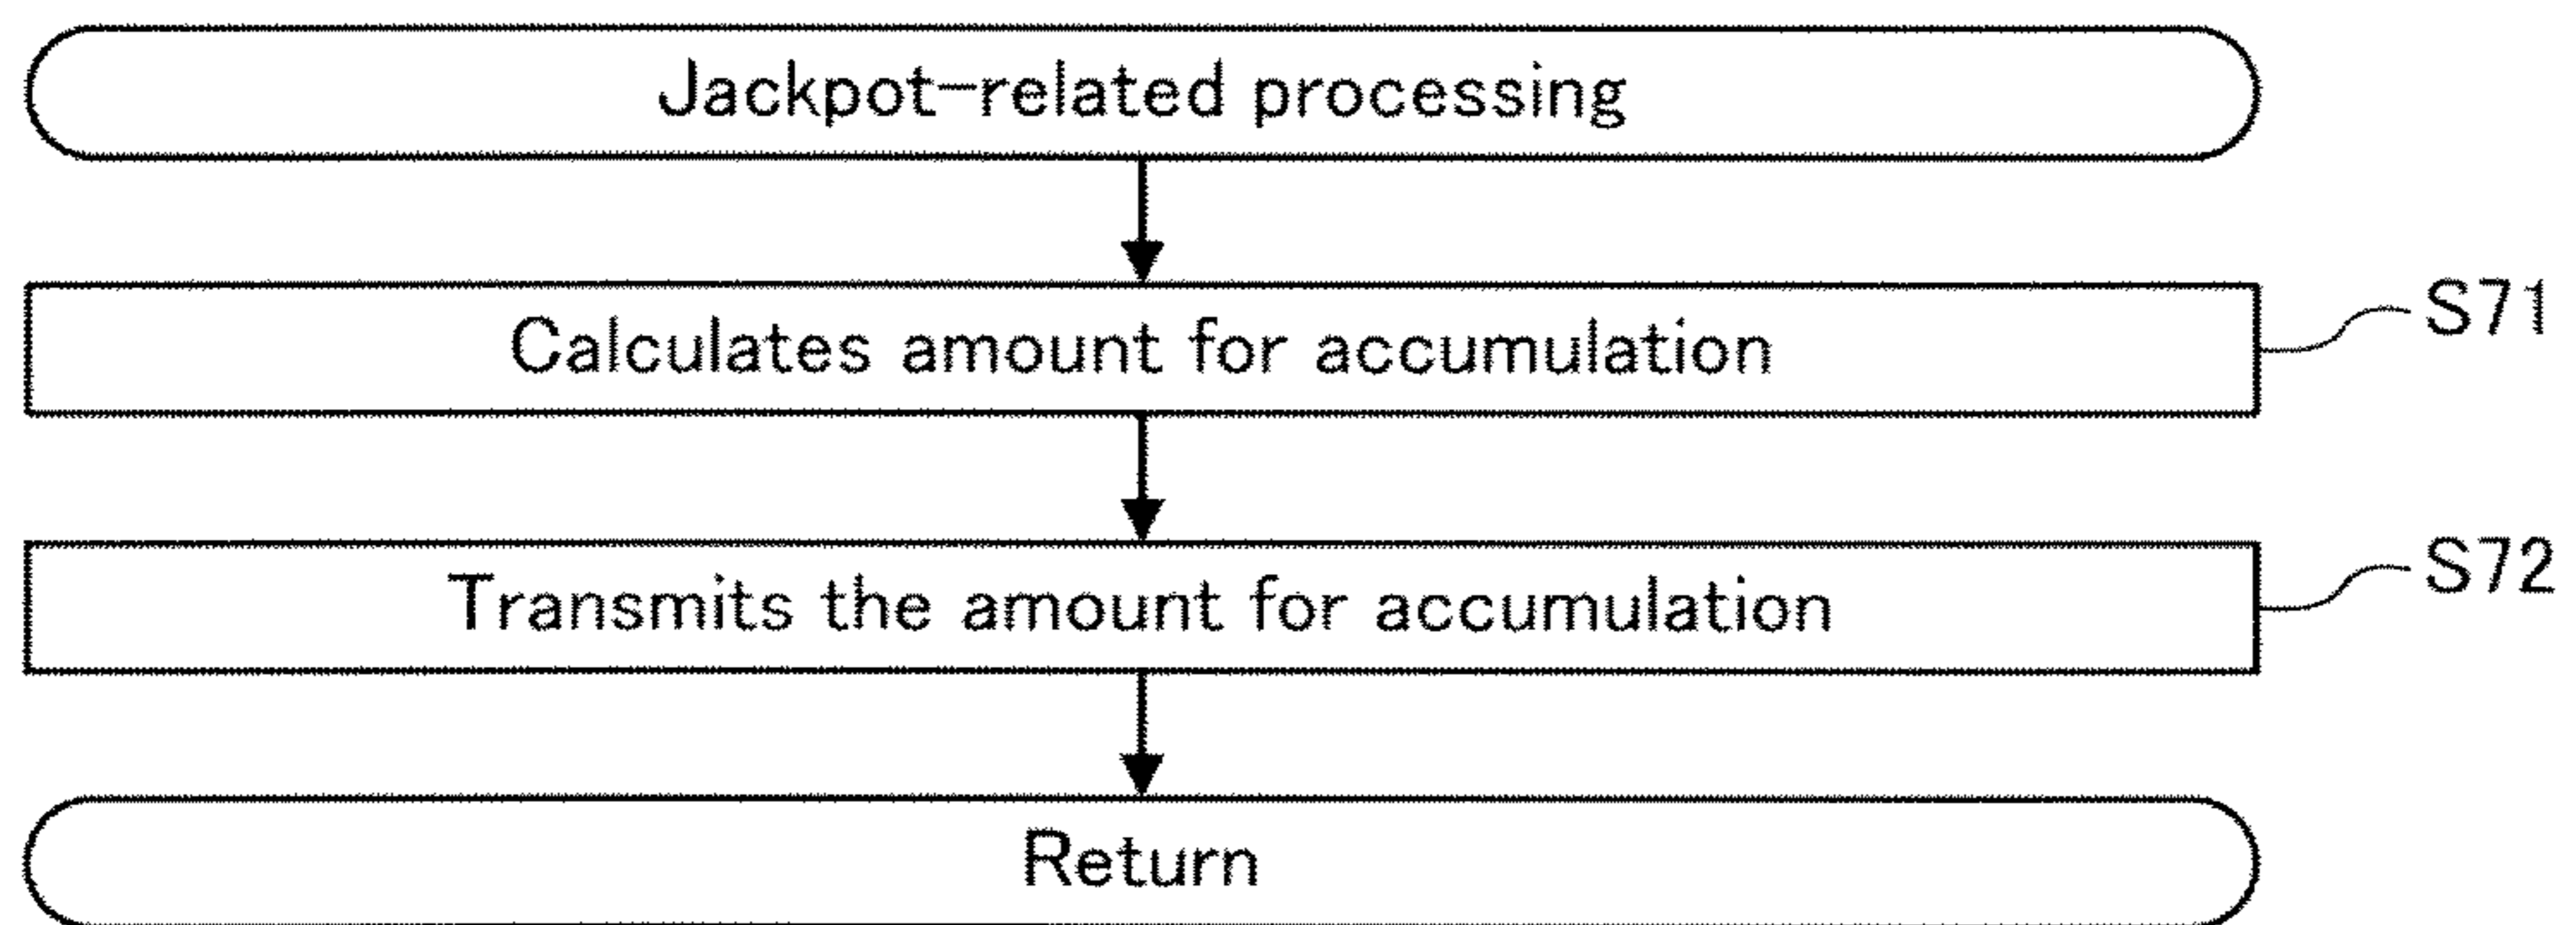 Jackpot-related processing
Calculates amount for accumulation
S71
Transmits the amount for accumulation
S72
Return